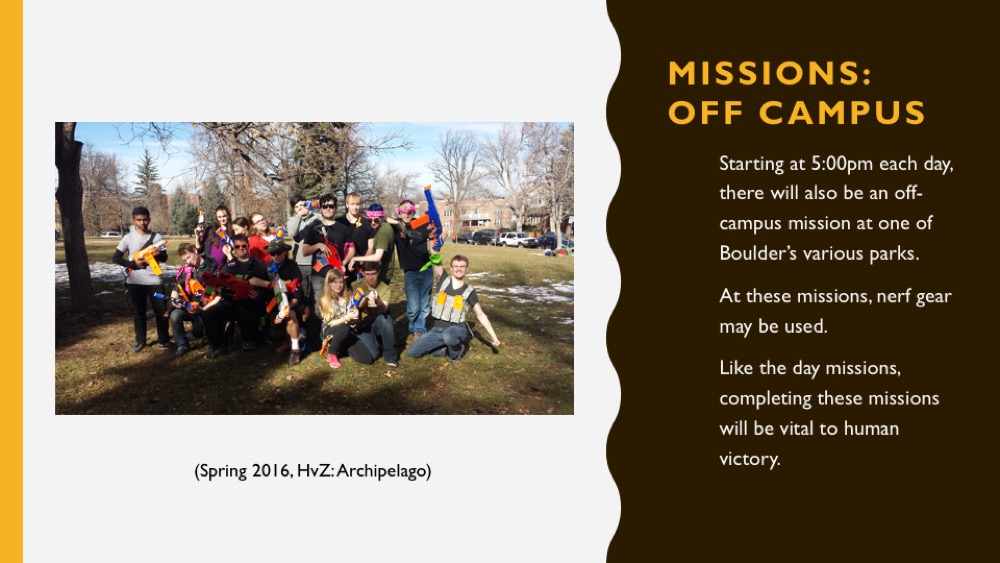 MISSIONS:
OFF CAMPUS
Starting at 5:00pm each day,
there will also be an off-
campus mission at one of
Boulder’s various parks.
At these missions, nerf gear
may be used.
Like the day missions,
completing these missions
will be vital to human
victory.
(Spring 2016, HvZ: Archipelago)